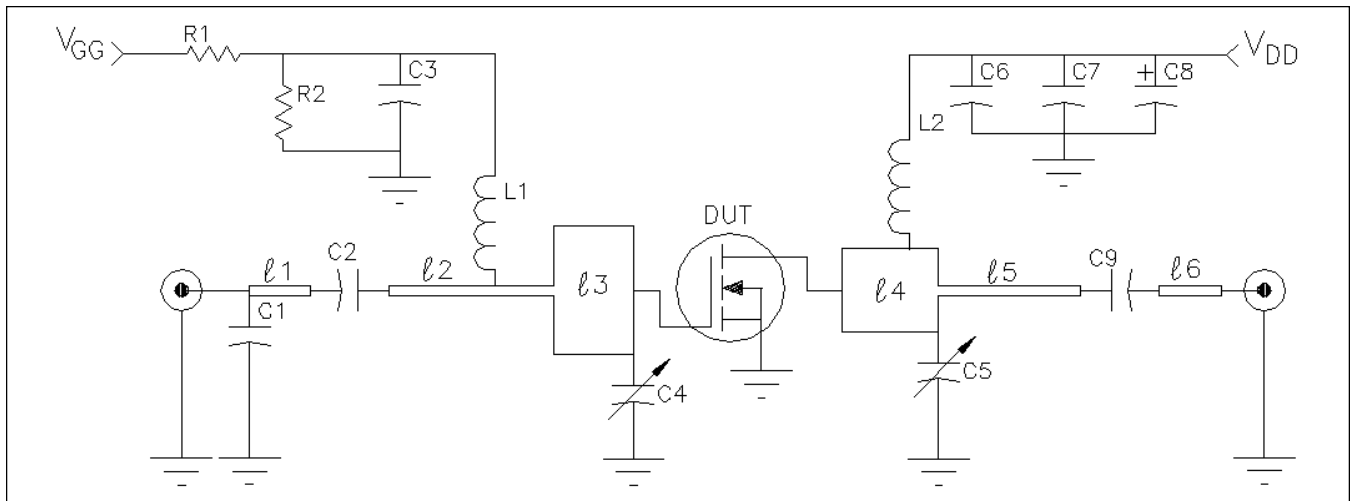 VGG
R1
R2
C3
L1
C6
C7
+ C8
VDD
L2
DUT
C2
ℓ1
ℓ2
ℓ3
C1
C4
ℓ4
ℓ5
C9
ℓ6
C5